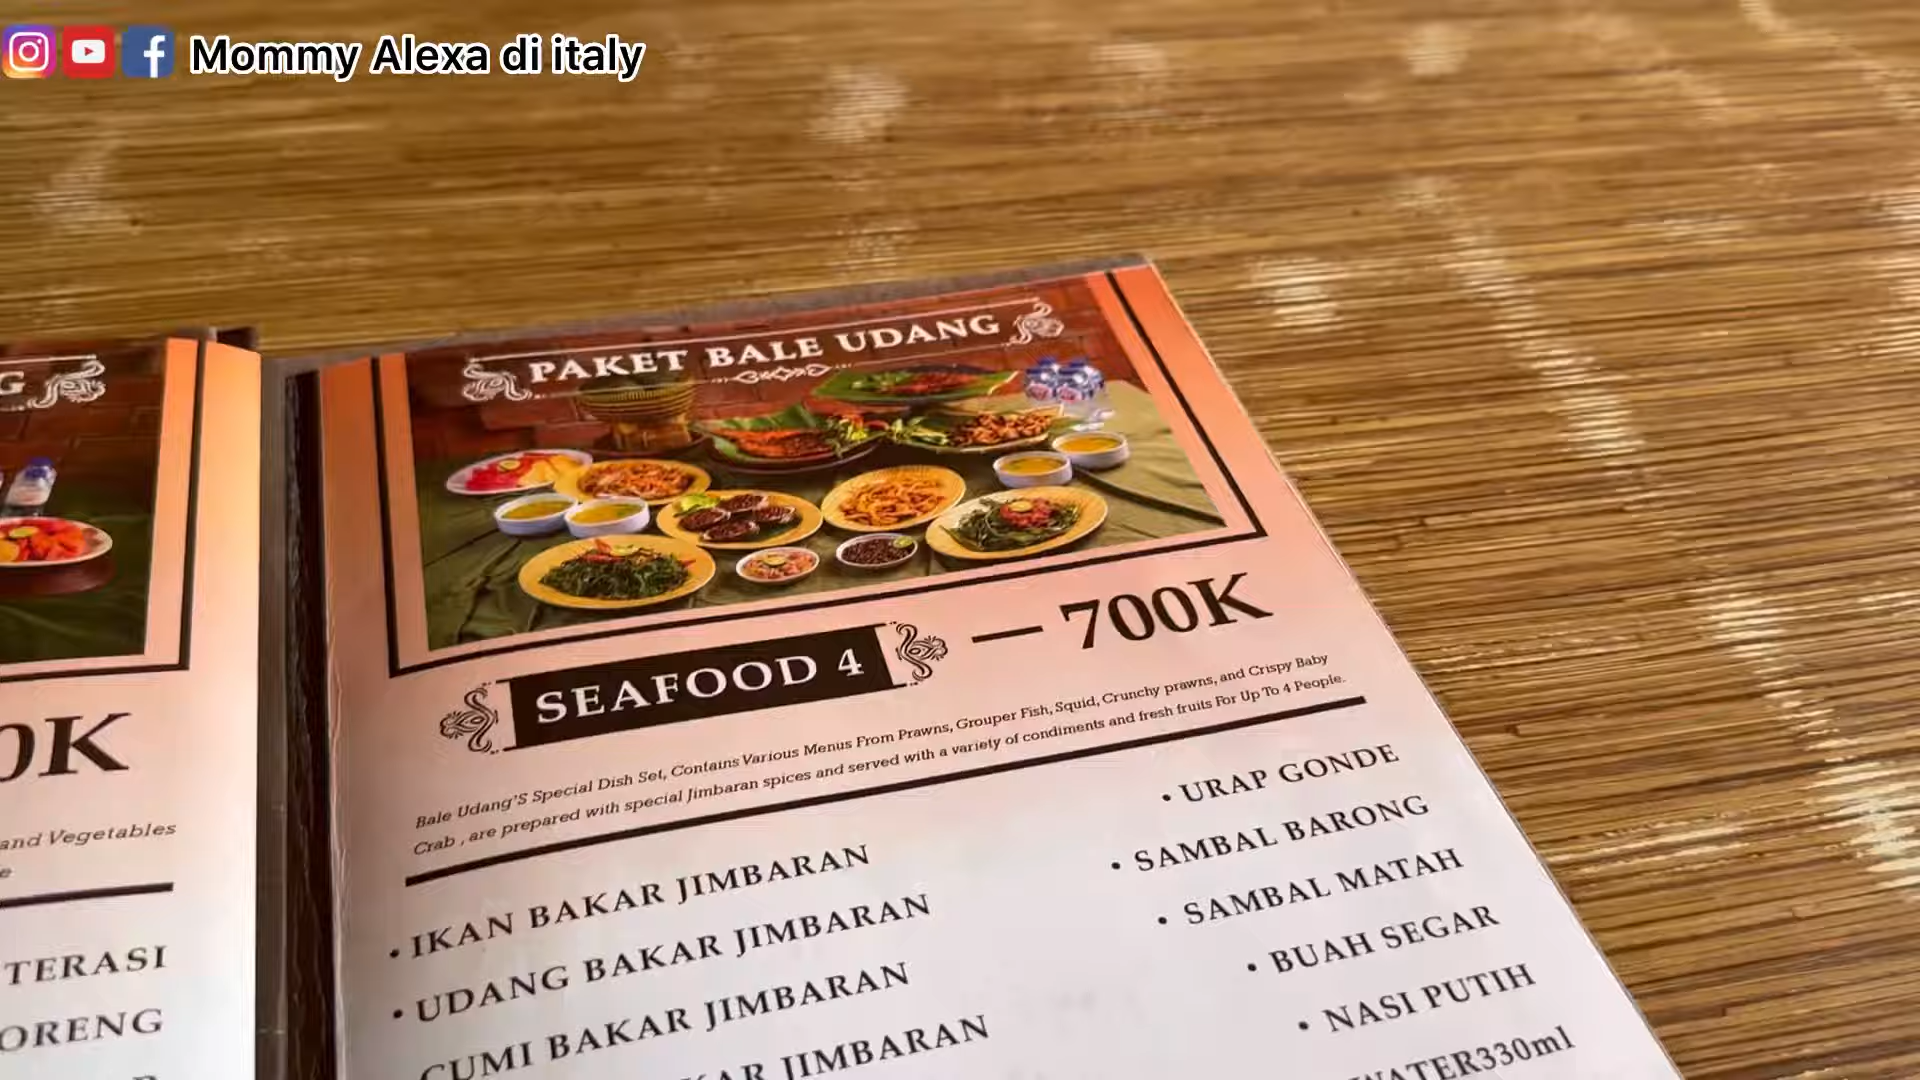 Mommy Alexa di italy
G
0K
and Vegetables
TERASI
PAKET BALE UDANG
SEAFOOD 4
— 700K
Bale Udang'S Special Dish Set, Contains Various Menus From Prawns, Grouper Fish, Squid, Crunchy prawns, and Crispy Baby
Crab , are prepared with special Jimbaran spices and served with a variety of condiments and fresh fruits For Up To 4 People.
• IKAN BAKAR JIMBARAN
• UDANG BAKAR JIMBARAN
CUMI BAKAR JIMBARAN
JIMBARAN
• URAP GONDE
• SAMBAL BARONG
• SAMBAL MATAH
• BUAH SEGAR
• NASI PUTIH
WATER330ml